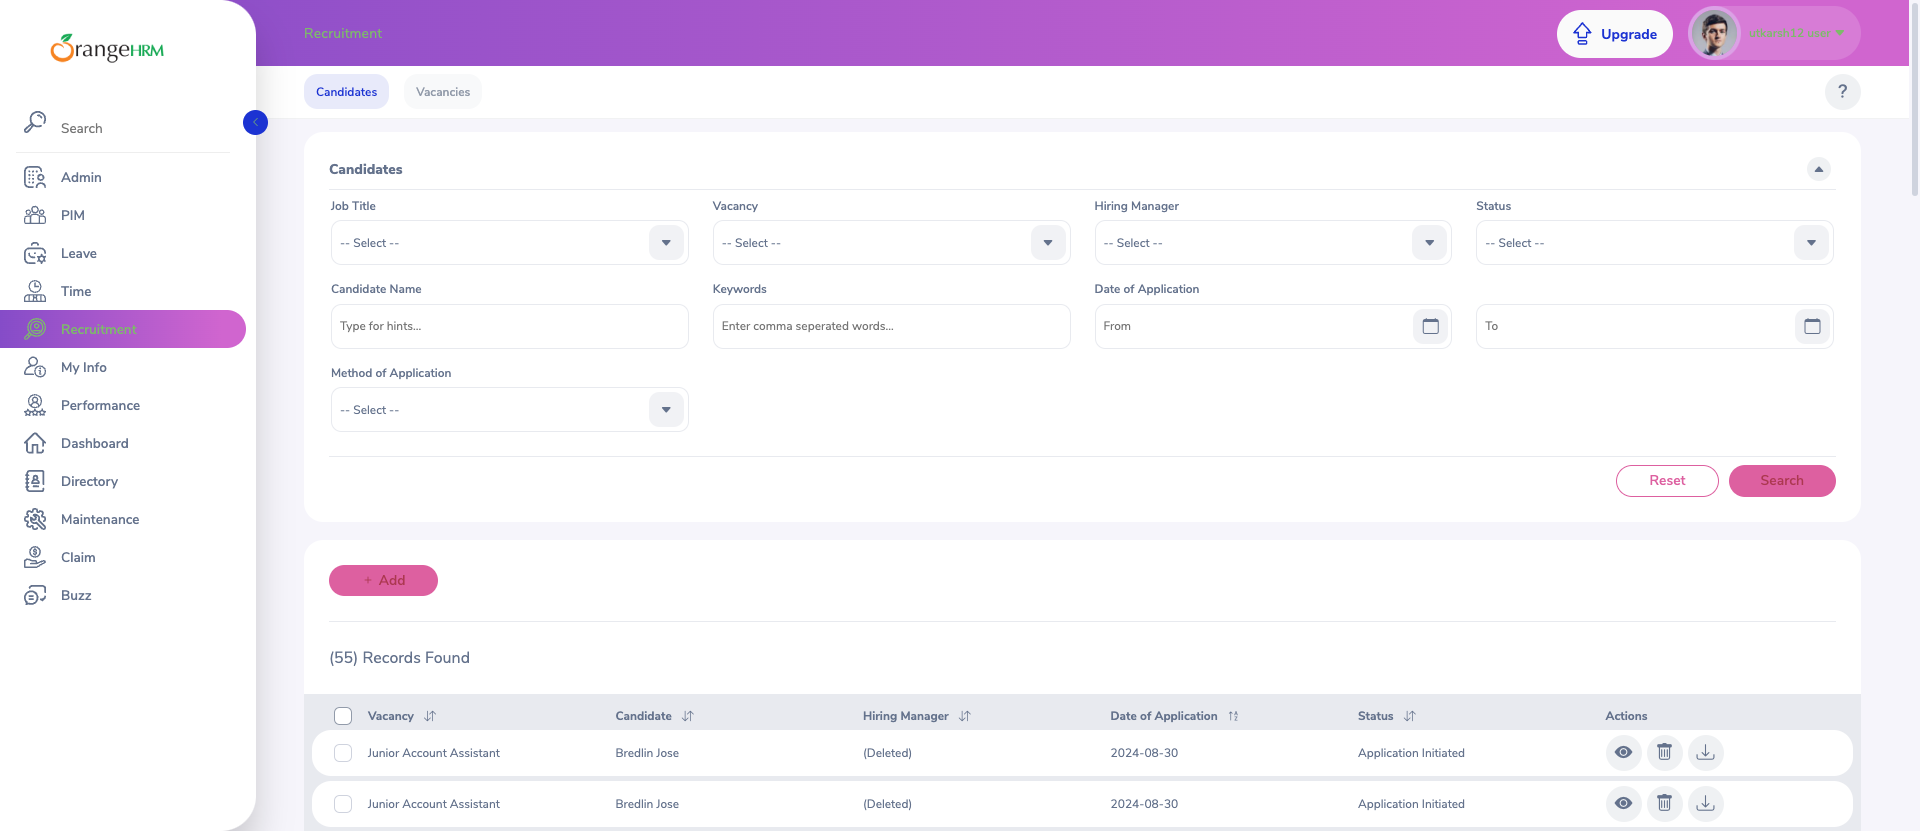 OrangeHRM
Recruitment
Upgrade
Candidates
Vacancies
?
Search
Admin
PIM
Leave
Time
Recruitment
My Info
Performance
Dashboard
Directory
Maintenance
Claim
Buzz
Candidates
Job Title
Vacancy
Hiring Manager
Status
-- Select --
-- Select --
-- Select --
-- Select --
Candidate Name
Keywords
Date of Application
Type for hints...
Enter comma seperated words...
From
To
Method of Application
-- Select --
Reset
Search
+ Add
(55) Records Found
Vacancy Candidate Hiring Manager Date of Application Status Actions
Junior Account Assistant Bredlin Jose (Deleted) 2024-08-30 Application Initiated
Junior Account Assistant Bredlin Jose (Deleted) 2024-08-30 Application Initiated